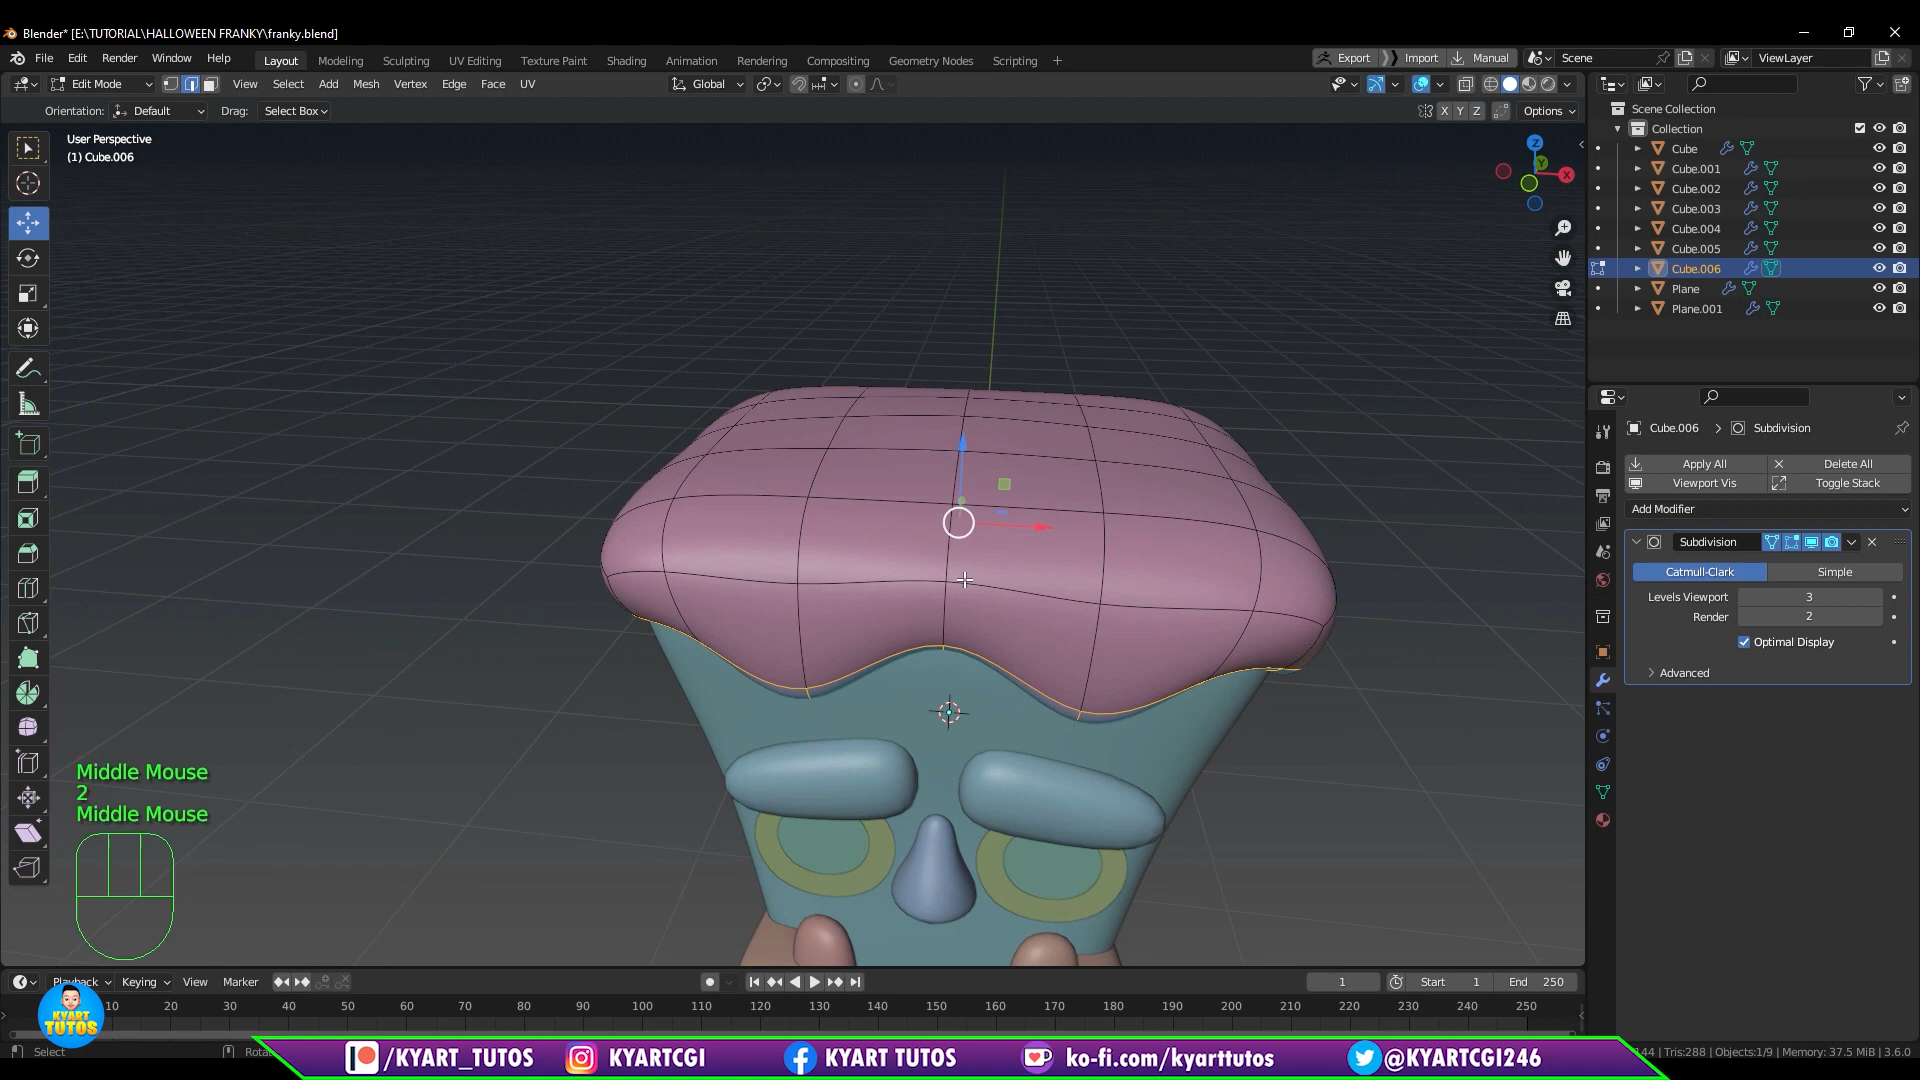 Blender* [E:\TUTORIAL\HALLOWEEN FRANKY\franky.blend]
File Edit Render Window Help Layout Modeling Sculpting UV Editing Texture Paint Shading Animation Rendering Compositing Geometry Nodes Scripting + Export Import Manual Scene ViewLayer
Edit Mode View Select Add Mesh Vertex Edge Face UV Global
Orientation: Default Drag: Select Box X Y Z Options
User Perspective
(1) Cube.006
Z
Y
X
Scene Collection
Collection
Cube
Cube.001
Cube.002
Cube.003
Cube.004
Cube.005
Cube.006
Plane
Plane.001
Cube.006 > Subdivision
Apply All Delete All
Viewport Vis Toggle Stack
Add Modifier
Subdivision
Catmull-Clark Simple
Levels Viewport 3
Render 2
Optimal Display
Advanced
Middle Mouse
2
Middle Mouse
Playback Keying View Marker 1 Start 1 End 250
10 20 30 40 50 60 70 80 90 100 110 120 130 140 150 160 170 180 190 200 210 220 230 240 250
KYART
TUTOS
Select
/KYART_TUTOS KYARTCGI KYART TUTOS ko-fi.com/kyarttutos @KYARTCGI246
144 | Tris:288 | Objects:1/9 | Memory: 37.5 MiB | 3.6.0